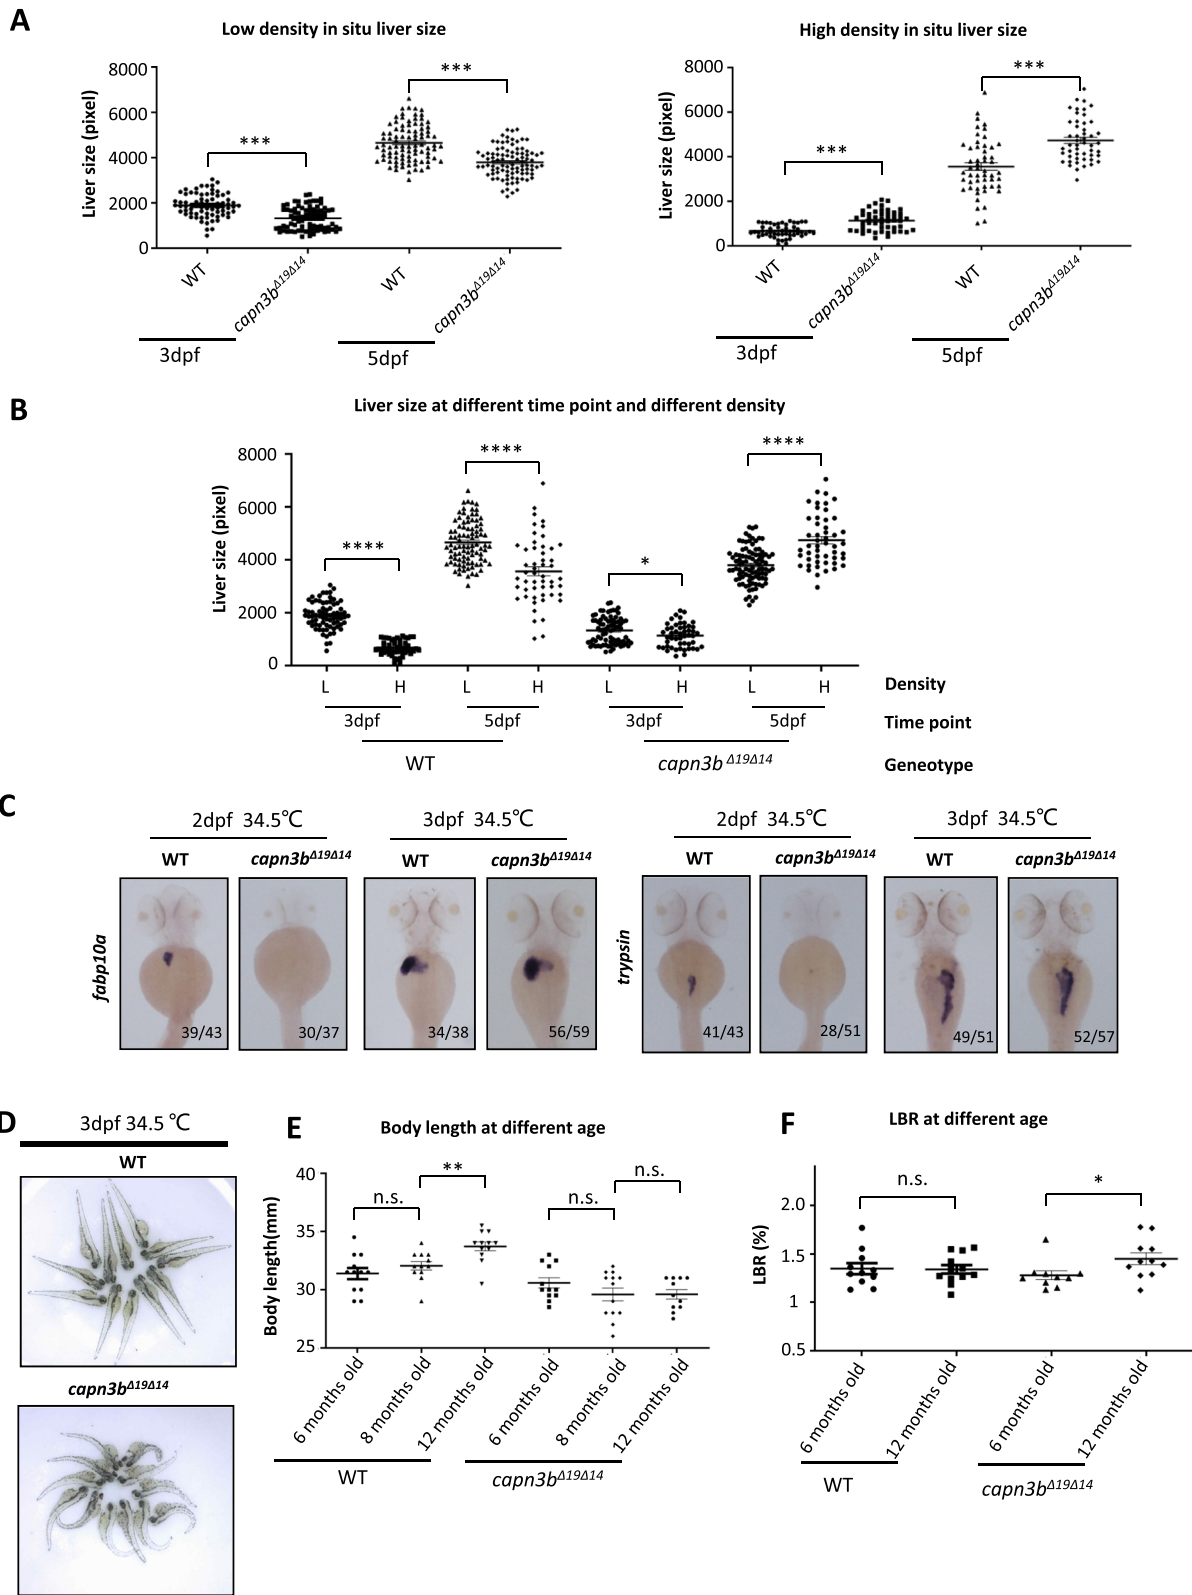 A
Low density in situ liver size
High density in situ liver size
Liver size (pixel)
8000
6000
4000
2000
0
***
***
WT
capn3bΔ19Δ14
WT
capn3bΔ19Δ14
3dpf
5dpf
Liver size (pixel)
8000
6000
4000
2000
0
***
***
WT
capn3bΔ19Δ14
WT
capn3bΔ19Δ14
3dpf
5dpf
B
Liver size at different time point and different density
Liver size (pixel)
8000
6000
4000
2000
0
****
****
*
****
L H L H L H L H Density
3dpf 5dpf 3dpf 5dpf Time point
WT capn3b Δ19Δ14 Geneotype
C
2dpf 34.5℃ 3dpf 34.5℃ 2dpf 34.5℃ 3dpf 34.5℃
WT capn3bΔ19Δ14 WT capn3bΔ19Δ14 WT capn3bΔ19Δ14 WT capn3bΔ19Δ14
fabp10a
39/43 30/37 34/38 56/59
trypsin
41/43 28/51 49/51 52/57
D
3dpf 34.5 ℃
WT
capn3bΔ19Δ14
E
Body length at different age
Body length(mm)
40
35
30
25
n.s.
**
n.s.
n.s.
6 months old
8 months old
12 months old
6 months old
8 months old
12 months old
WT
capn3bΔ19Δ14
F
LBR at different age
LBR (%)
2.0
1.5
1
0.5
n.s.
*
6 months old
12 months old
6 months old
12 months old
WT
capn3bΔ19Δ14